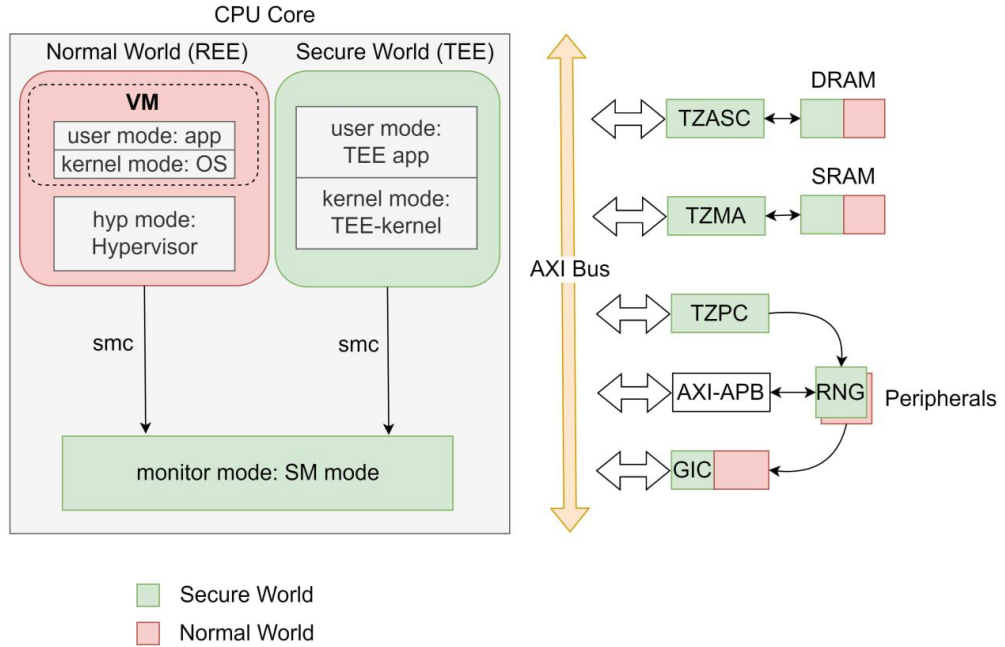 CPU Core
Normal World (REE)
Secure World (TEE)
VM
user mode: app
kernel mode: OS
hyp mode:
Hypervisor
user mode:
TEE app
kernel mode:
TEE-kernel
smc
smc
monitor mode: SM mode
AXI Bus
DRAM
TZASC
SRAM
TZMA
TZPC
AXI-APB
RNG
Peripherals
GIC
Secure World
Normal World